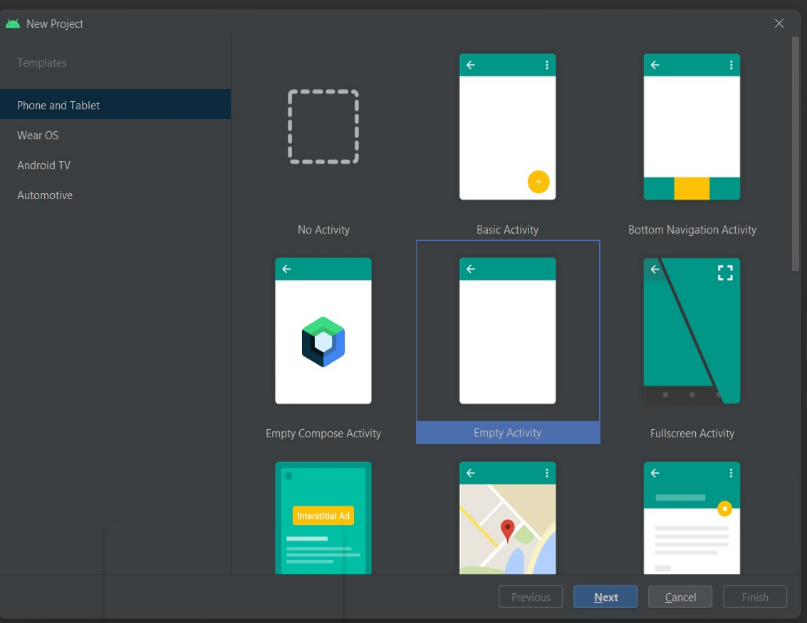 New Project
Templates
Phone and Tablet
Wear OS
Android TV
Automotive
No Activity
Basic Activity
Bottom Navigation Activity
Empty Compose Activity
Empty Activity
Fullscreen Activity
Interstitial Ad
Previous
Next
Cancel
Finish